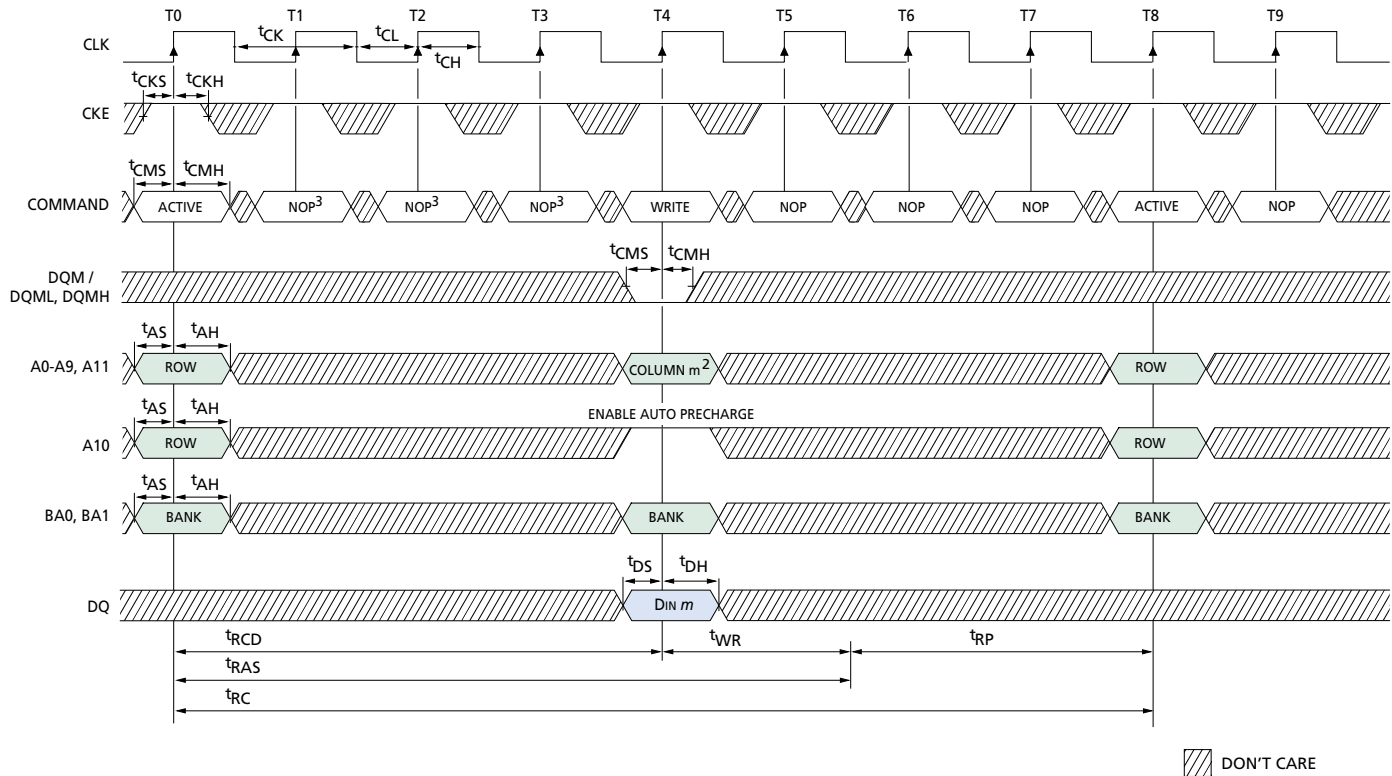 T0 T1 T2 T3 T4 T5 T6 T7 T8 T9
CLK
tCK tCL
tCH
tCKS tCKH
CKE
tCMS tCMH
COMMAND ACTIVE NOP3 NOP3 NOP3 WRITE NOP NOP NOP ACTIVE NOP
tCMS tCMH
DQM /
DQML, DQMH
tAS tAH
A0-A9, A11 ROW COLUMN m2 ROW
ENABLE AUTO PRECHARGE
tAS tAH
A10 ROW ROW
tAS tAH
BA0, BA1 BANK BANK BANK
tDS tDH
DQ DIN m
tRCD tWR tRP
tRAS
tRC
DON'T CARE